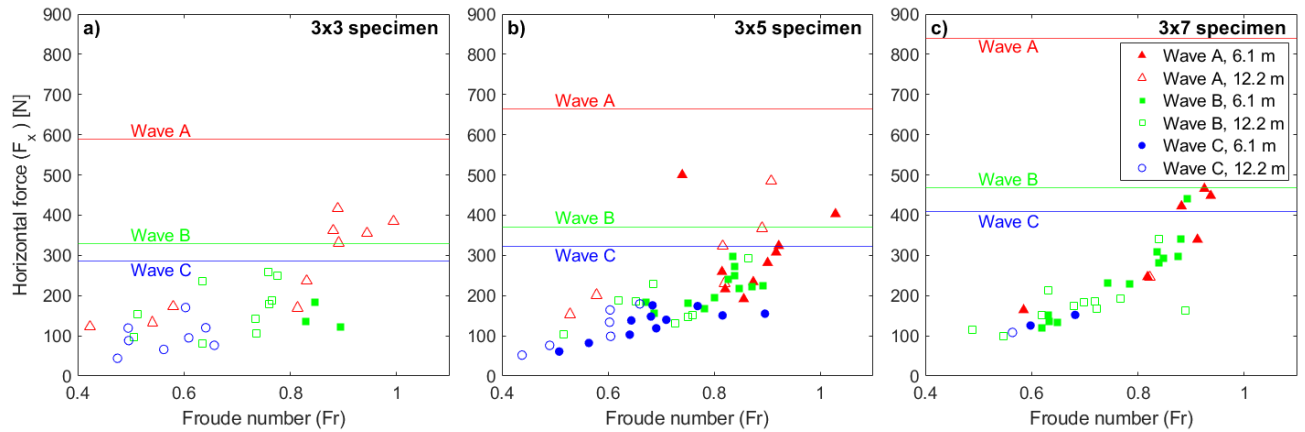 a)
3x3 specimen
Wave A
Wave B
Wave C
Horizontal force (F_x) [N]
900
800
700
600
500
400
300
200
100
0
0.4
0.6
0.8
1
Froude number (Fr)
b)
3x5 specimen
Wave A
Wave B
Wave C
900
800
700
600
500
400
300
200
100
0
0.4
0.6
0.8
1
Froude number (Fr)
c)
3x7 specimen
Wave A
Wave B
Wave C
Wave A, 6.1 m
Wave A, 12.2 m
Wave B, 6.1 m
Wave B, 12.2 m
Wave C, 6.1 m
Wave C, 12.2 m
900
800
700
600
500
400
300
200
100
0
0.4
0.6
0.8
1
Froude number (Fr)